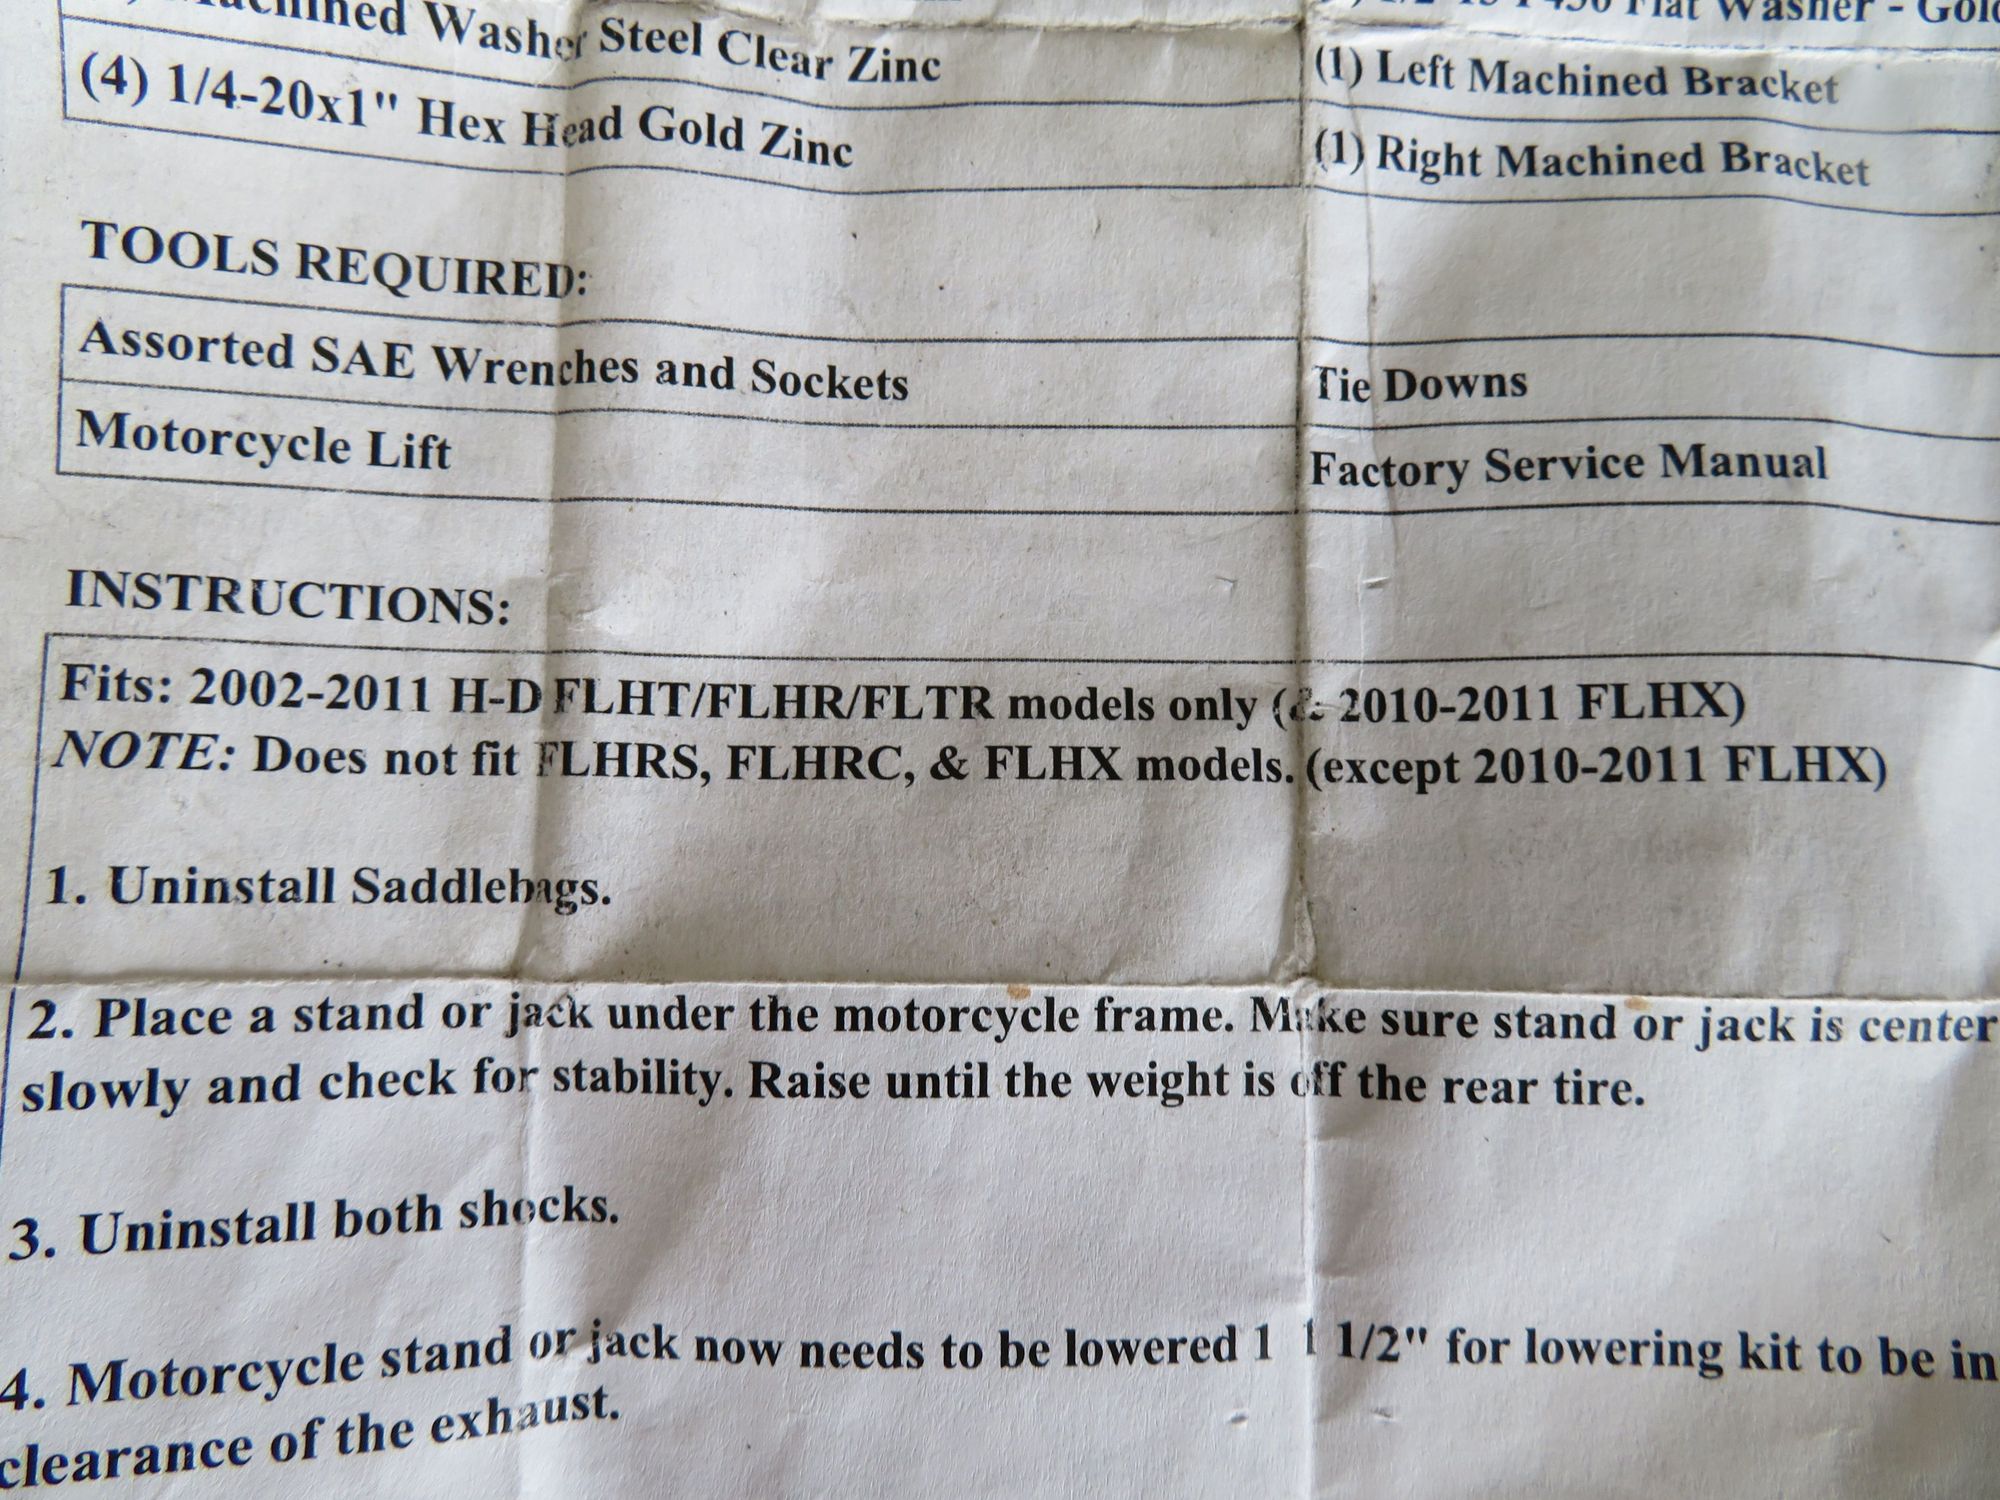 Machined Washer Steel Clear Zinc
Flat Washer - Gold
(1) Left Machined Bracket
(4) 1/4-20x1" Hex Head Gold Zinc
(1) Right Machined Bracket
TOOLS REQUIRED:
Assorted SAE Wrenches and Sockets
Tie Downs
Motorcycle Lift
Factory Service Manual
INSTRUCTIONS:
Fits: 2002-2011 H-D FLHT/FLHR/FLTR models only (& 2010-2011 FLHX)
NOTE: Does not fit FLHRS, FLHRC, & FLHX models. (except 2010-2011 FLHX)
1. Uninstall Saddlebags.
2. Place a stand or jack under the motorcycle frame. Make sure stand or jack is center
slowly and check for stability. Raise until the weight is off the rear tire.
3. Uninstall both shocks.
4. Motorcycle stand or jack now needs to be lowered 1 1 1/2" for lowering kit to be in
clearance of the exhaust.